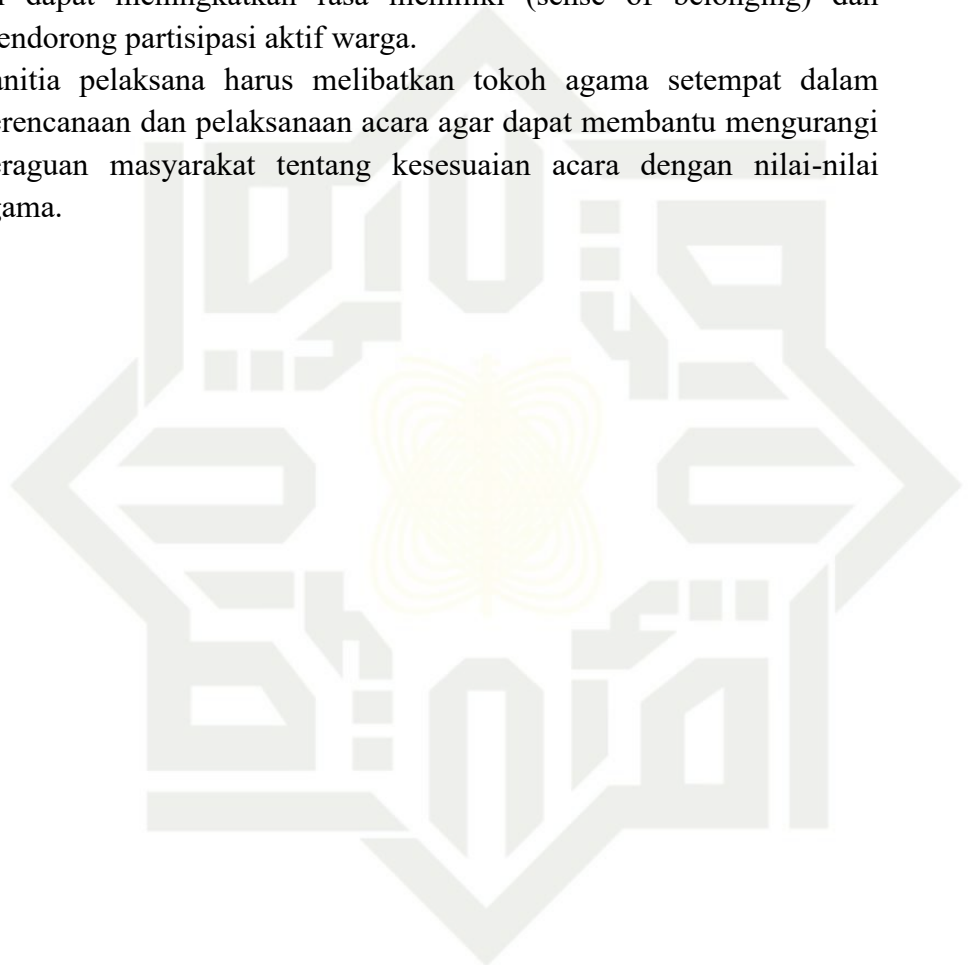 dapat meningkatkan rasa memiliki (sense of belonging) dan
endorong partisipasi aktif warga.
anitia pelaksana harus melibatkan tokoh agama setempat dalam
erencanaan dan pelaksanaan acara agar dapat membantu mengurangi
eraguan masyarakat tentang kesesuaian acara dengan nilai-nilai
gama.